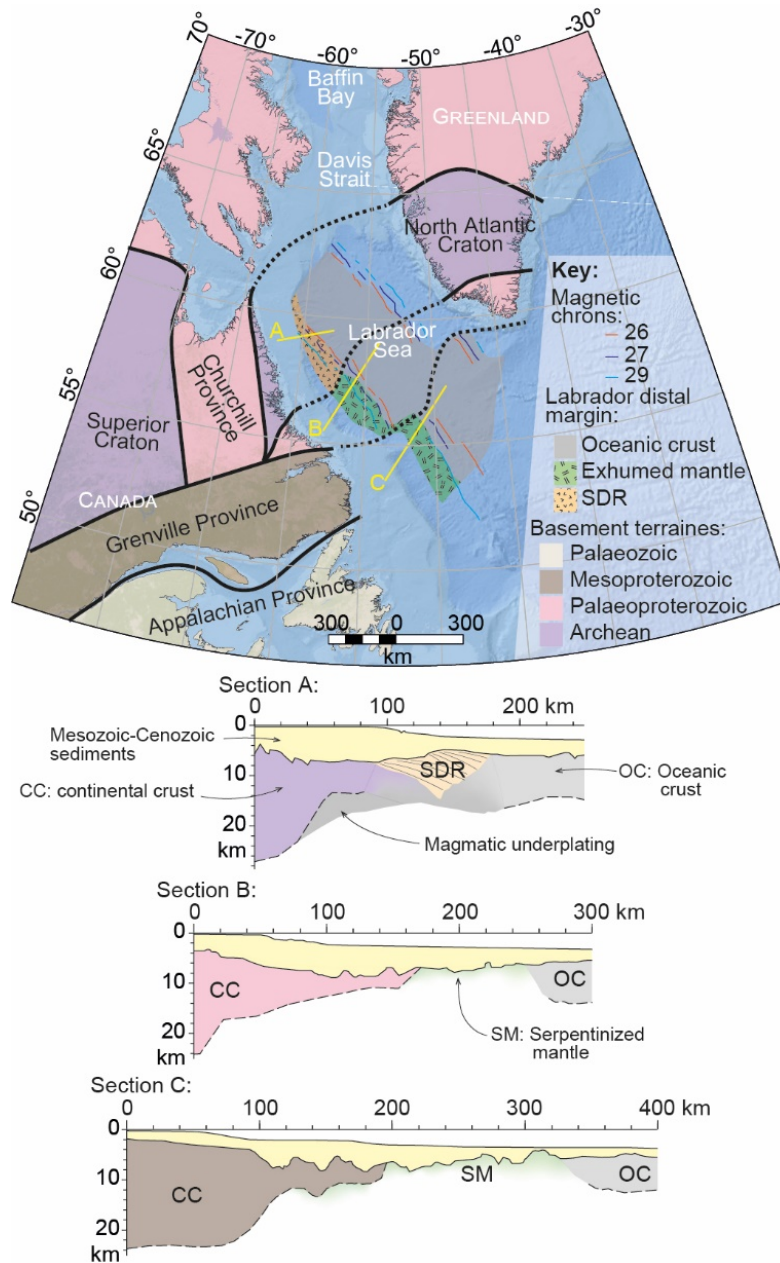 -70°
-60°
-50°
-40°
-30°
70°
65°
60°
55°
50°
Baffin
Bay
GREENLAND
Davis
Strait
North Atlantic
Craton
Key:
Magnetic
chrons:
26
27
29
Labrador distal
margin:
Oceanic crust
Exhumed mantle
SDR
Basement terraines:
Palaeozoic
Mesoproterozoic
Palaeoproterozoic
Archean
A
Labrador
Sea
B
C
Churchill
Province
Superior
Craton
CANADA
Grenville Province
Appalachian Province
300 0 300
km
Section A:
0 100 200 km
0
10
20
km
Mesozoic-Cenozoic
sediments
SDR
CC: continental crust
OC: Oceanic
crust
Magmatic underplating
Section B:
0 100 200 300 km
0
10
20
km
CC
OC
SM: Serpentinized
mantle
Section C:
0 100 200 300 400 km
0
10
20
km
CC
SM
OC